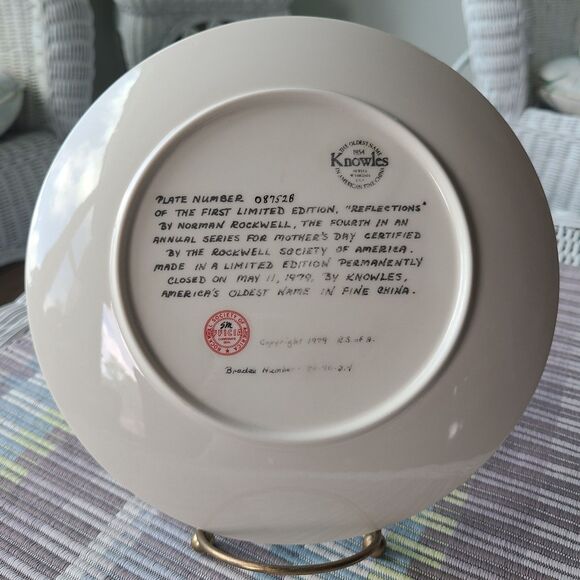 THE OLDEST NAME
1854
Knowles
IN AMERICAN FINE CHINA
PLATE NUMBER 087528
OF THE FIRST LIMITED EDITION, "REFLECTIONS"
BY NORMAN ROCKWELL, THE FOURTH IN AN
ANNUAL SERIES FOR MOTHER'S DAY CERTIFIED
BY THE ROCKWELL SOCIETY OF AMERICA.
MADE IN A LIMITED EDITION PERMANENTLY
CLOSED ON MAY 11, 1979, BY KNOWLES,
AMERICA'S OLDEST NAME IN FINE CHINA.
Copyright 1979 R.S. of A.
Bradex Number